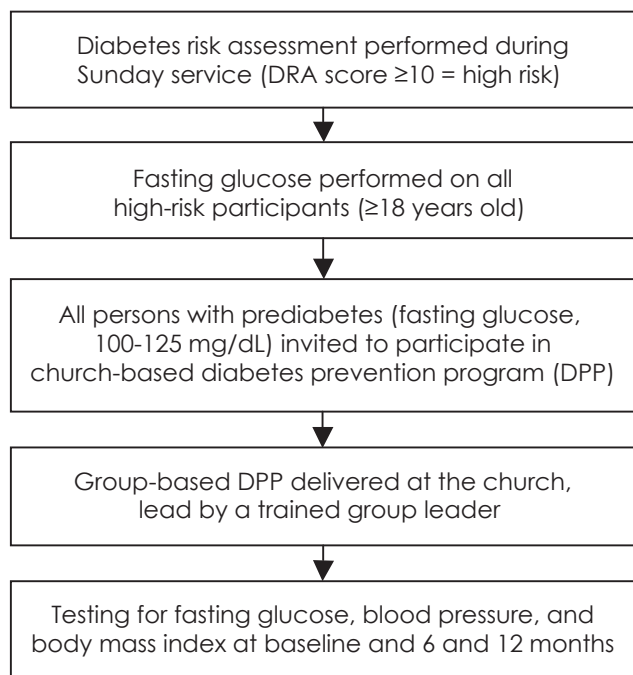 Diabetes risk assessment performed during
Sunday service (DRA score ≥10 = high risk)
Fasting glucose performed on all
high-risk participants (≥18 years old)
All persons with prediabetes (fasting glucose,
100-125 mg/dL) invited to participate in
church-based diabetes prevention program (DPP)
Group-based DPP delivered at the church,
lead by a trained group leader
Testing for fasting glucose, blood pressure, and
body mass index at baseline and 6 and 12 months